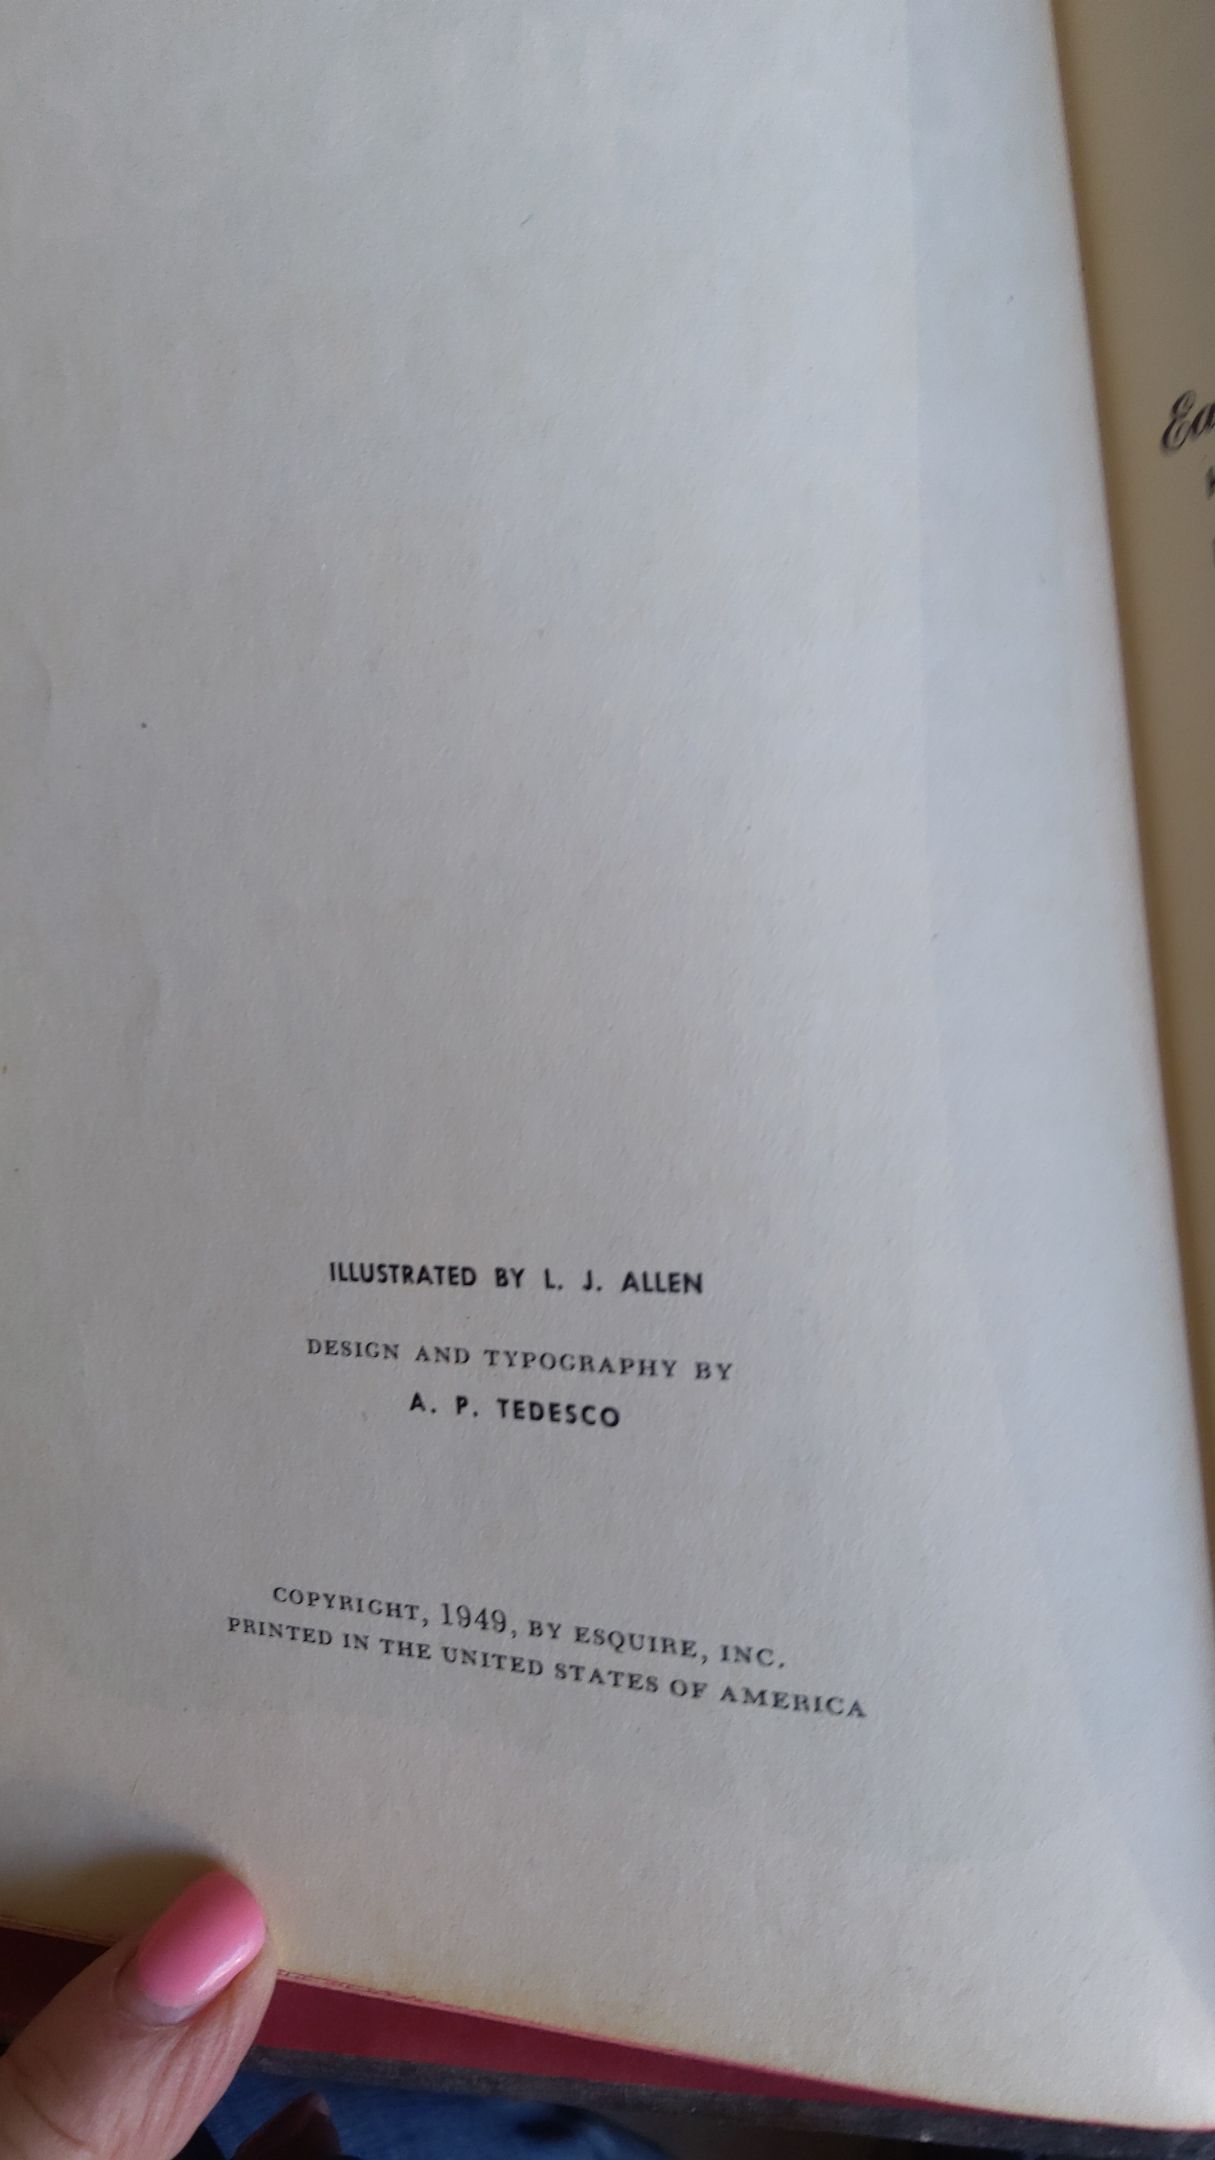 ILLUSTRATED BY L. J. ALLEN
DESIGN AND TYPOGRAPHY BY
A. P. TEDESCO
COPYRIGHT, 1949, BY ESQUIRE, INC.
PRINTED IN THE UNITED STATES OF AMERICA